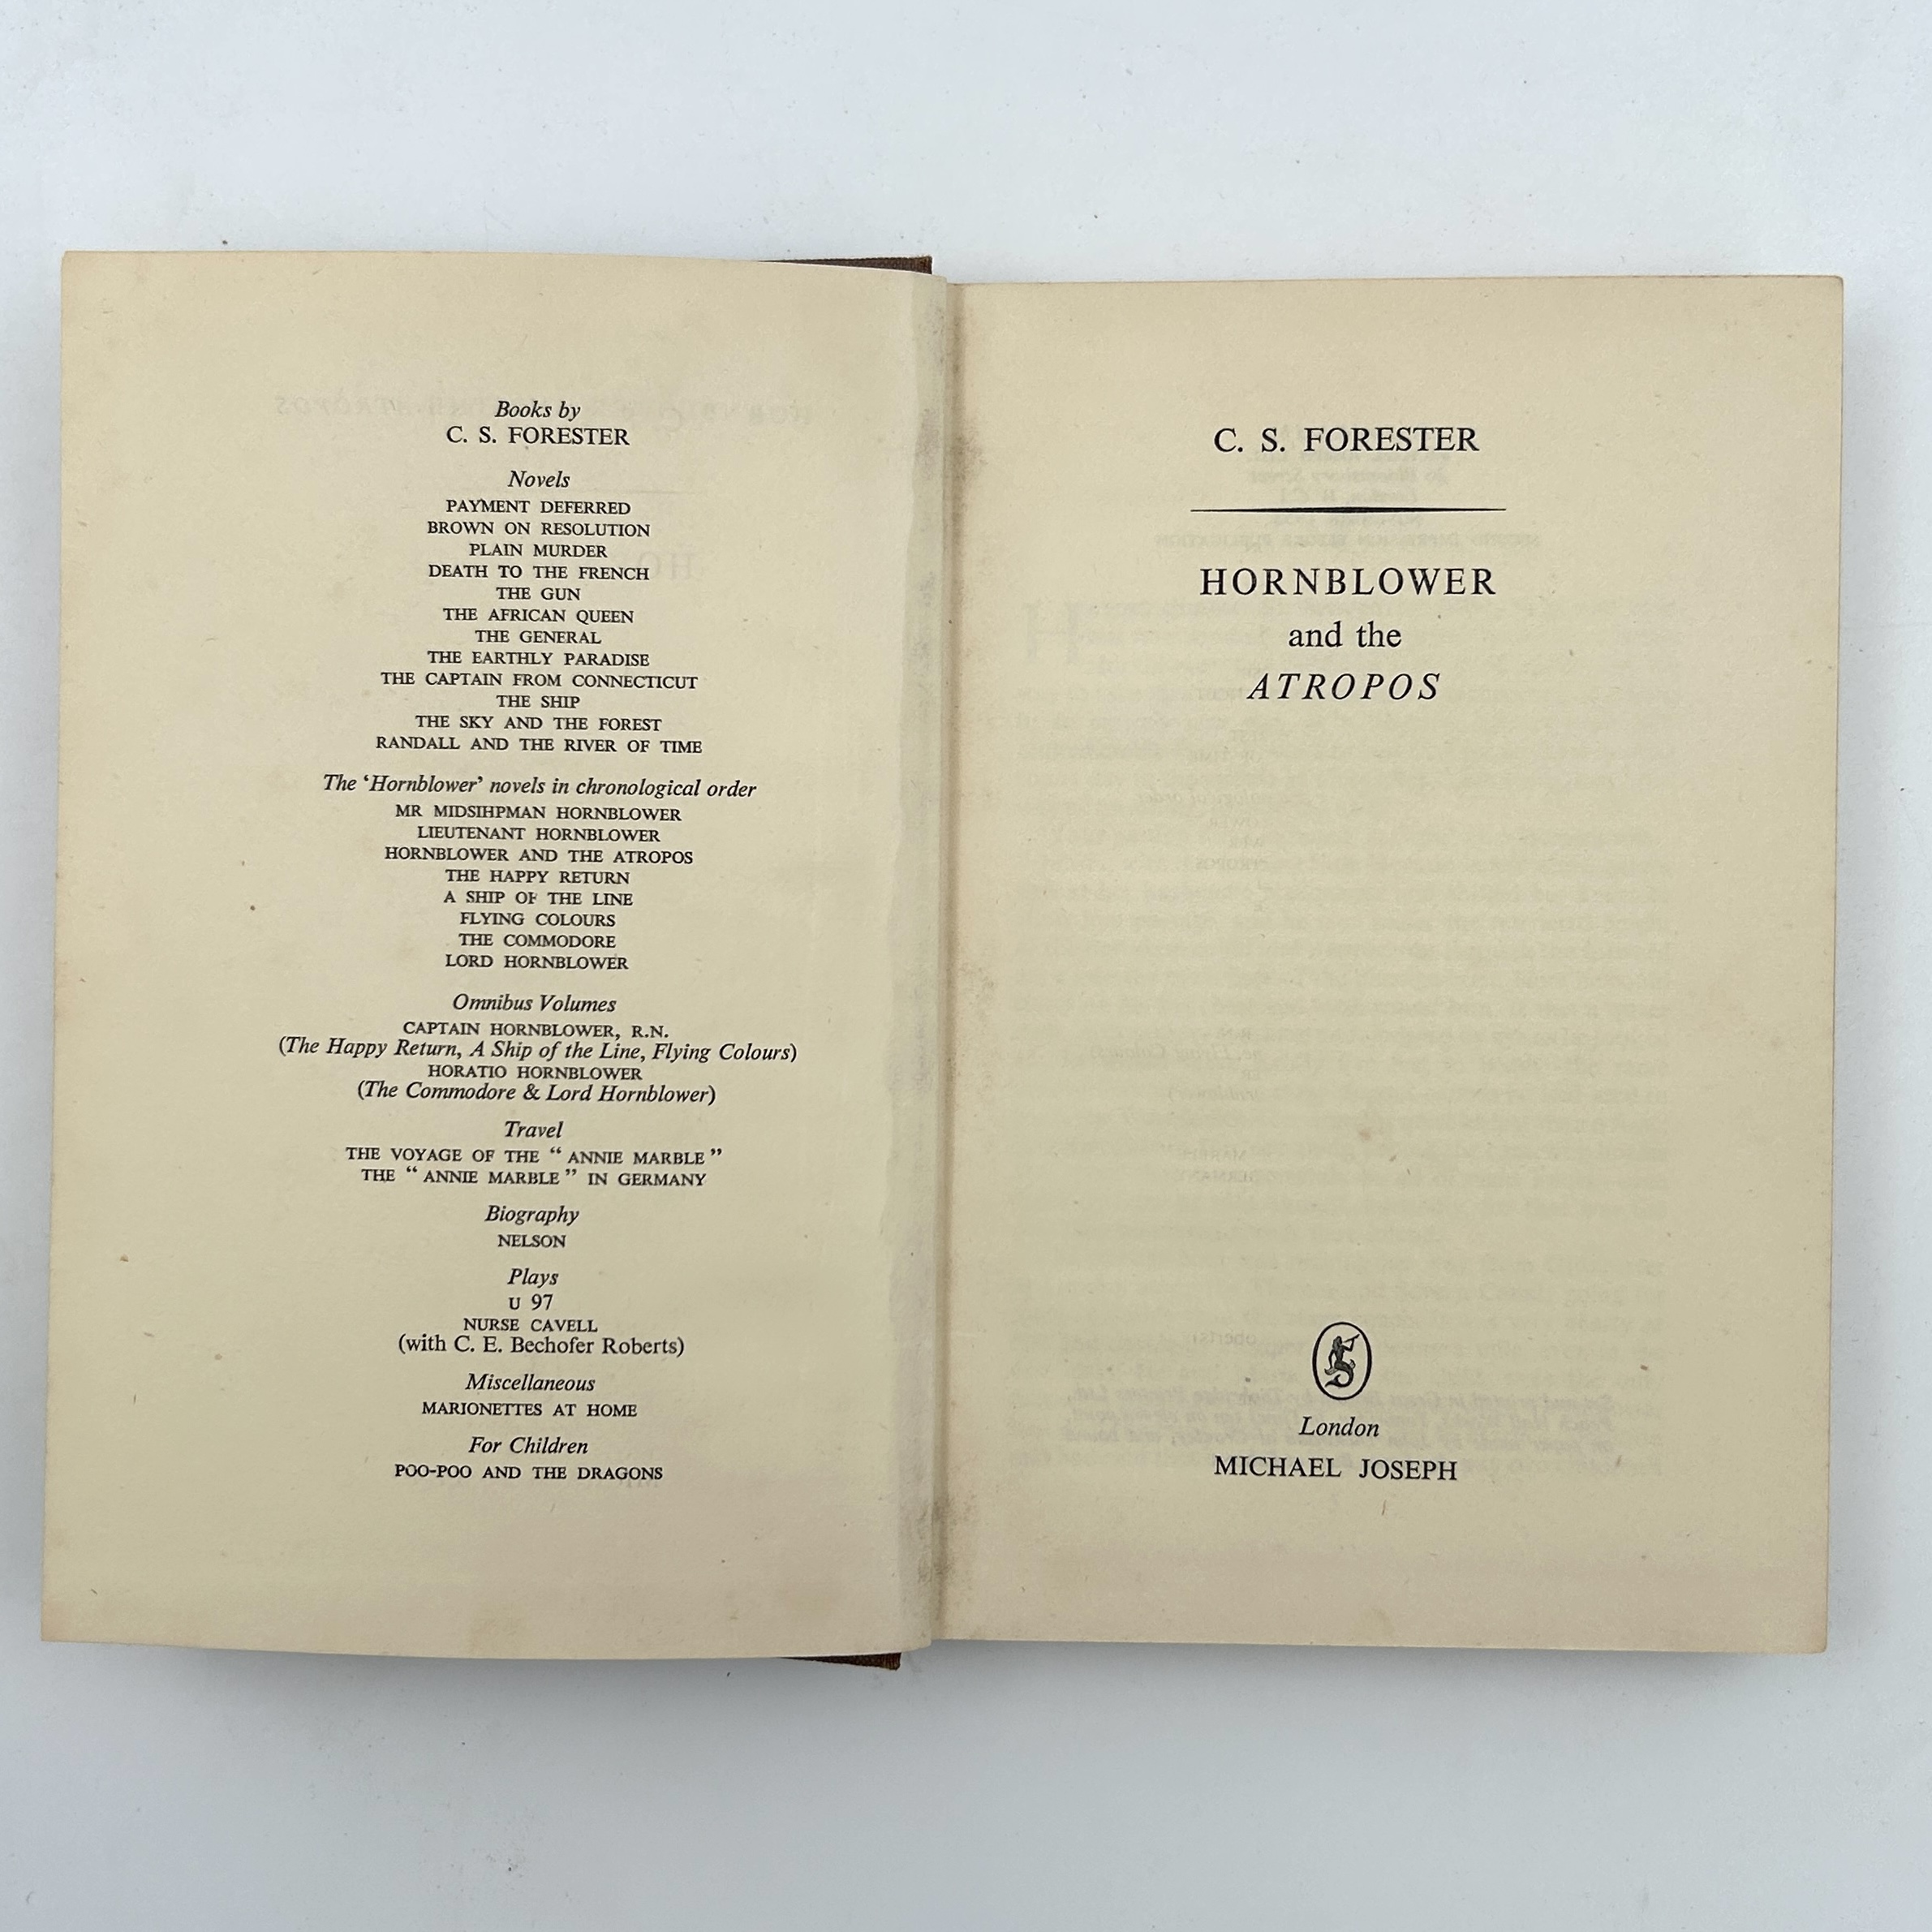 Books by
C. S. FORESTER
Novels
PAYMENT DEFERRED
BROWN ON RESOLUTION
PLAIN MURDER
DEATH TO THE FRENCH
THE GUN
THE AFRICAN QUEEN
THE GENERAL
THE EARTHLY PARADISE
THE CAPTAIN FROM CONNECTICUT
THE SHIP
THE SKY AND THE FOREST
RANDALL AND THE RIVER OF TIME
The ‘Hornblower’ novels in chronological order
MR MIDSIHPMAN HORNBLOWER
LIEUTENANT HORNBLOWER
HORNBLOWER AND THE ATROPOS
THE HAPPY RETURN
A SHIP OF THE LINE
FLYING COLOURS
THE COMMODORE
LORD HORNBLOWER
Omnibus Volumes
CAPTAIN HORNBLOWER, R.N.
(The Happy Return, A Ship of the Line, Flying Colours)
HORATIO HORNBLOWER
(The Commodore & Lord Hornblower)
Travel
THE VOYAGE OF THE “ ANNIE MARBLE ”
THE “ ANNIE MARBLE ” IN GERMANY
Biography
NELSON
Plays
U 97
NURSE CAVELL
(with C. E. Bechofer Roberts)
Miscellaneous
MARIONETTES AT HOME
For Children
POO-POO AND THE DRAGONS
C. S. FORESTER
HORNBLOWER
and the
ATROPOS
London
MICHAEL JOSEPH